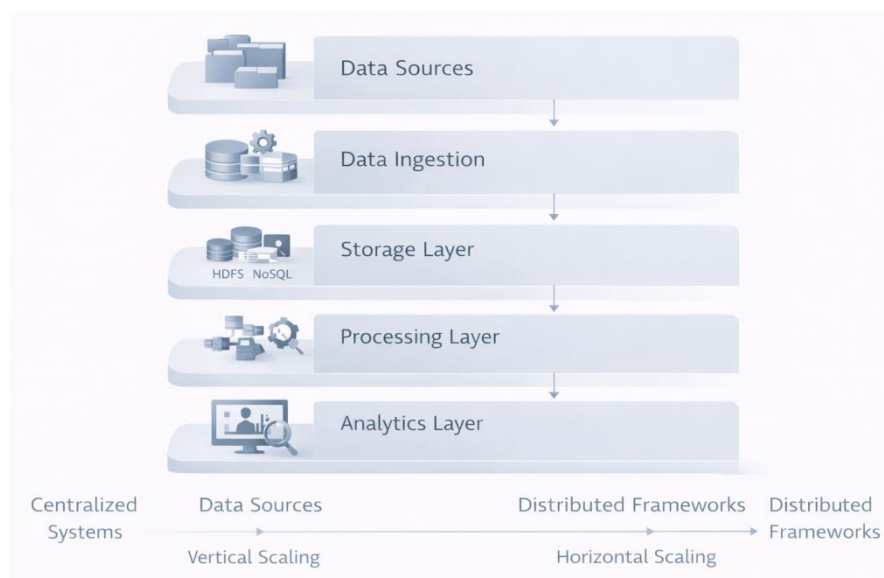 Data Sources
Data Ingestion
HDFS NoSQL
Storage Layer
Processing Layer
Analytics Layer
Centralized
Systems
Data Sources
Vertical Scaling
Distributed Frameworks
Horizontal Scaling
Distributed
Frameworks